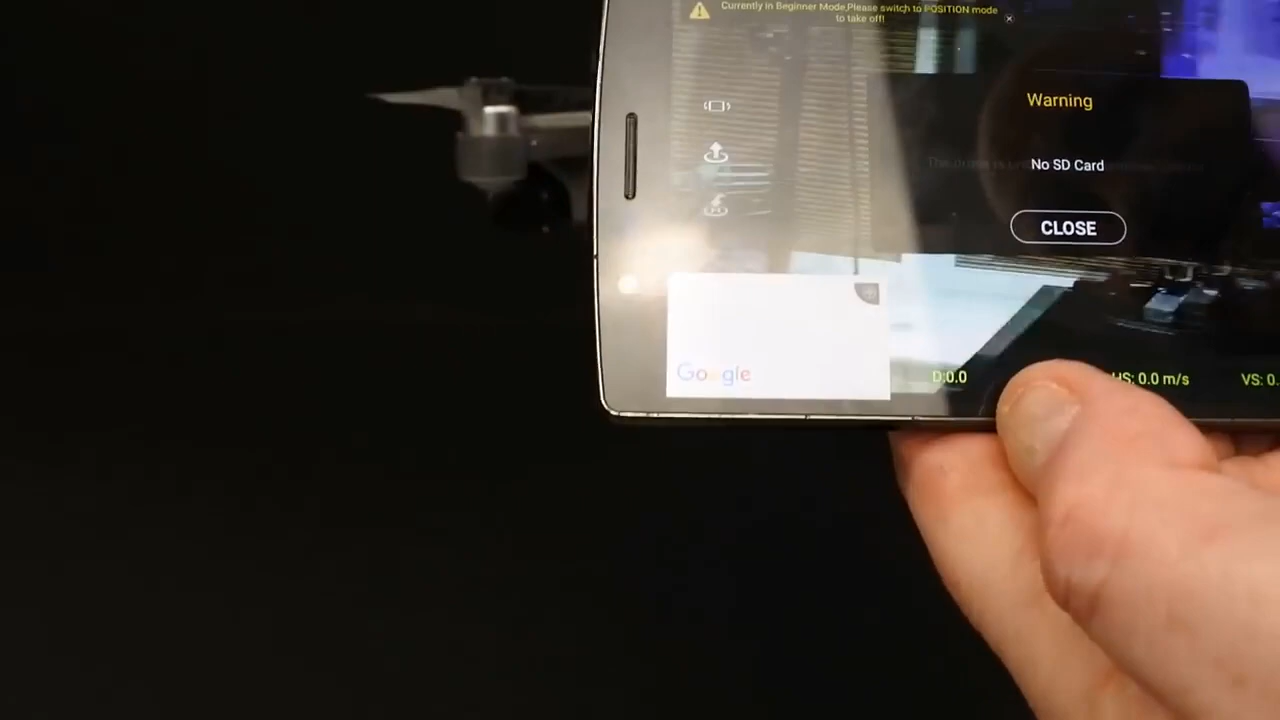 Currently in Beginner Mode,Please switch to POSITION mode
to take off!
Warning
No SD Card
CLOSE
Google
D:0.0
HS: 0.0 m/s
VS: 0.